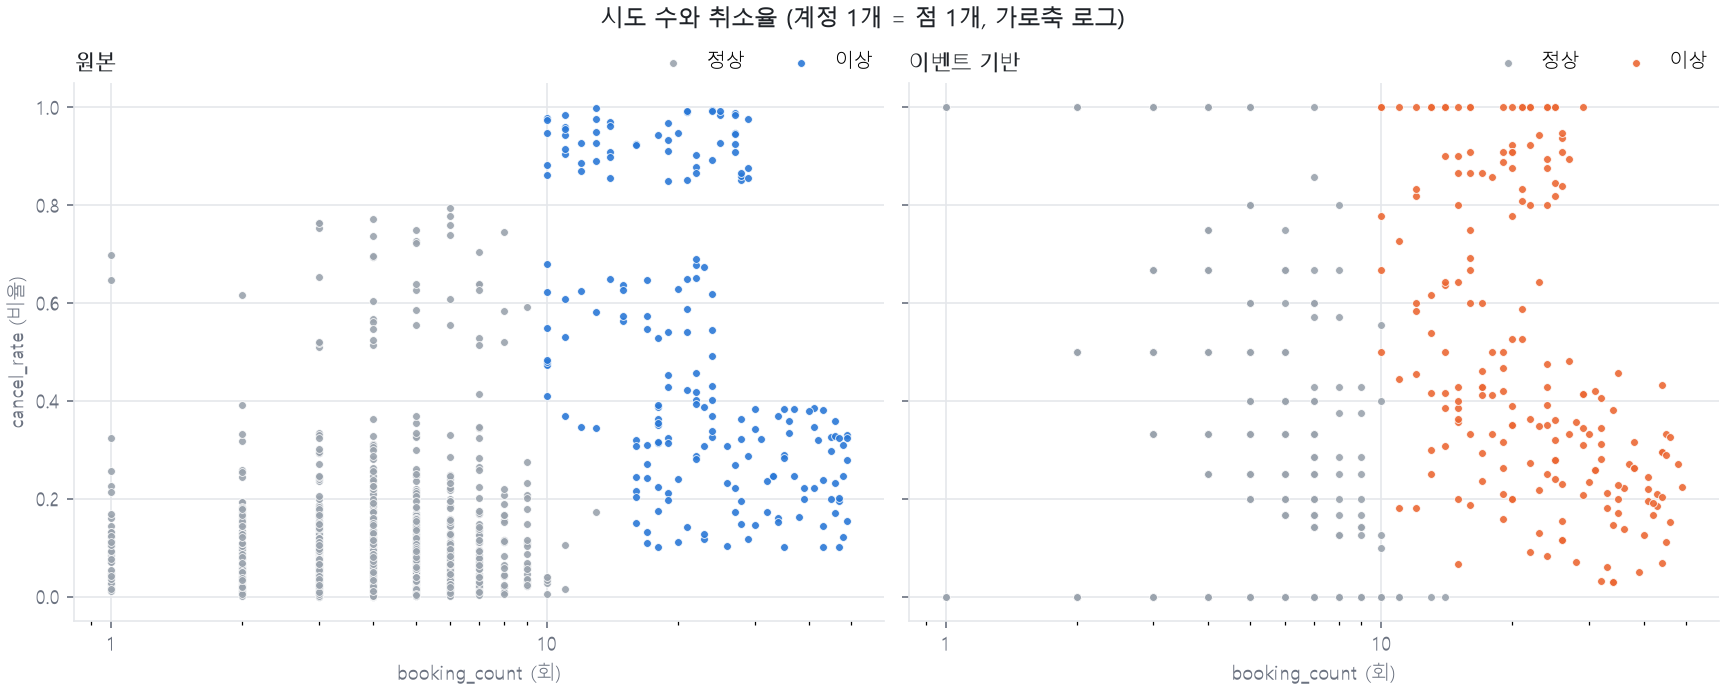 시도 수와 취소율 (계정 1개 = 점 1개, 가로축 로그)
원본
정상
이상
이벤트 기반
정상
이상
cancel_rate (비율)
1.0
0.8
0.6
0.4
0.2
0.0
1
10
1
10
booking_count (회)
booking_count (회)